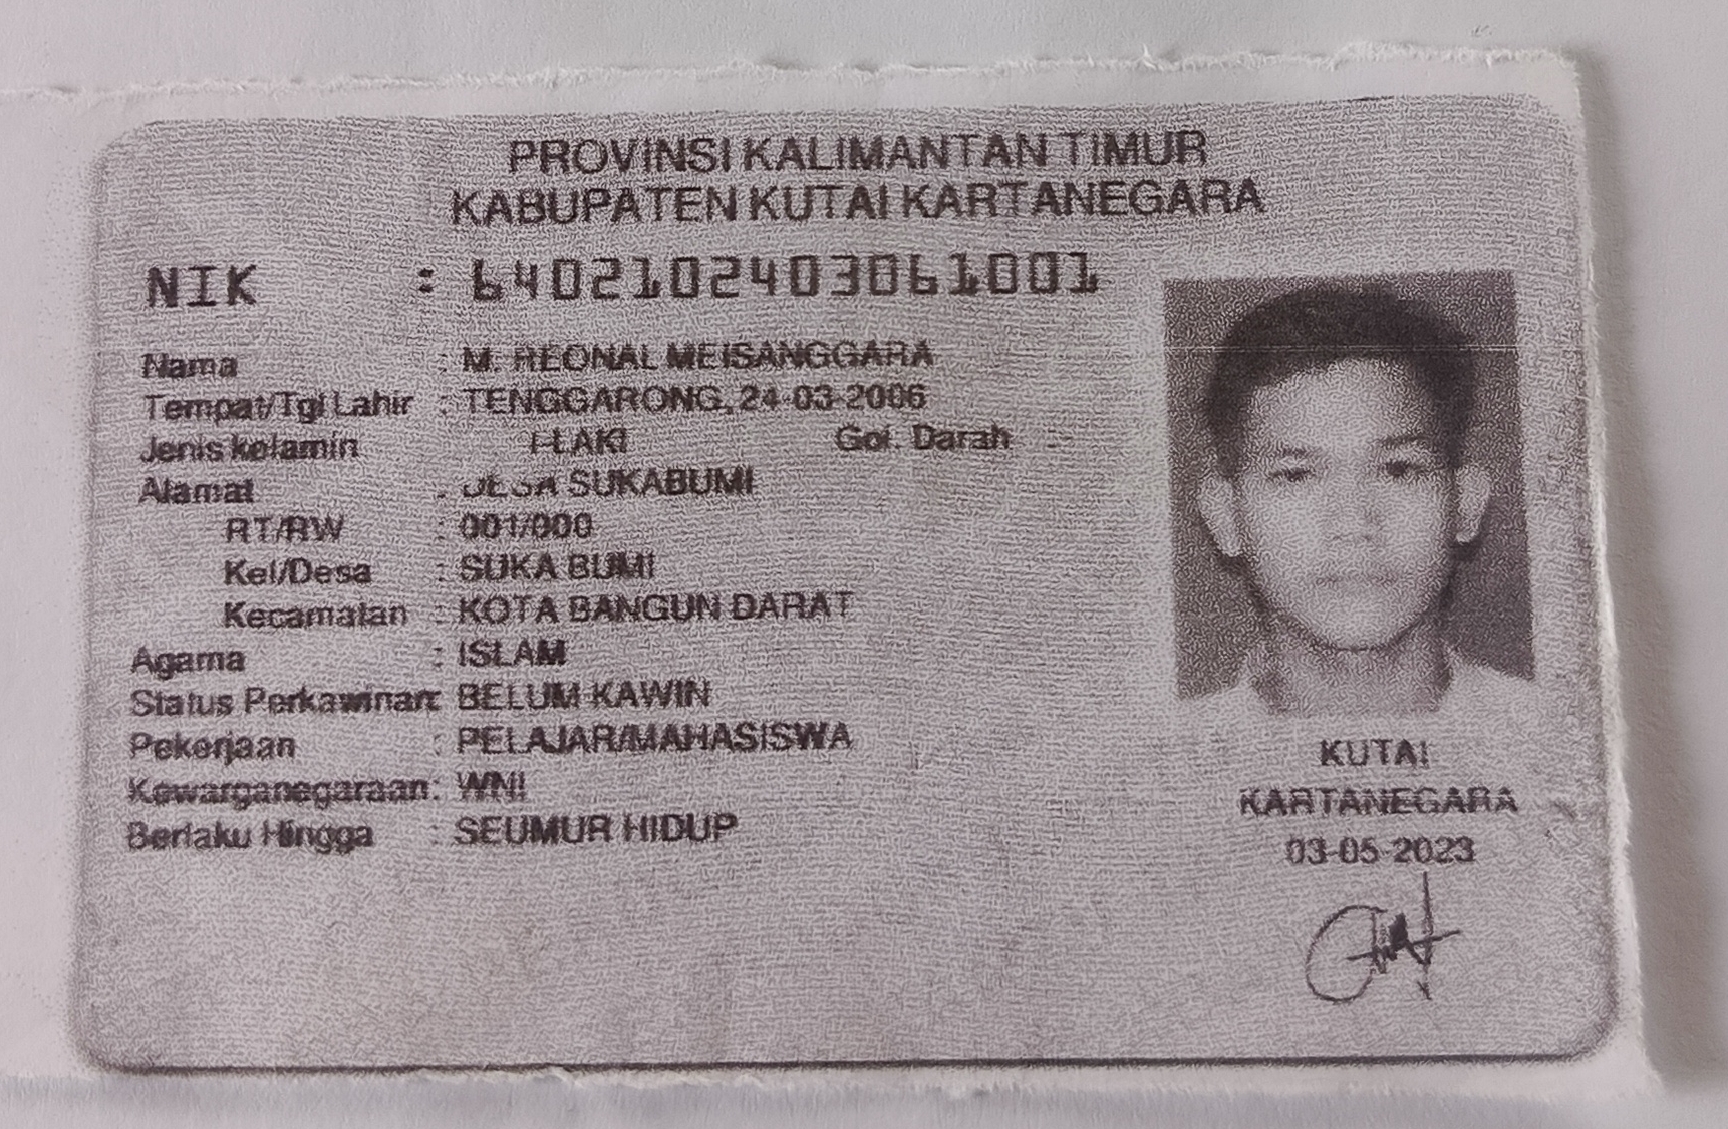 PROVINSI KALIMANTAN TIMUR
KABUPATEN KUTAI KARTANEGARA
NIK : 6402102403061001
Nama : M. REONAL MEISANGGARA
Tempat/Tgl Lahir : TENGGARONG, 24-03-2006
Jenis kelamin I-LAKI Gol. Darah : -
Alamat : DESA SUKABUMI
RT/RW : 001/000
Kel/Desa : SUKA BUMI
Kecamatan : KOTA BANGUN DARAT
Agama : ISLAM
Status Perkawinan: BELUM KAWIN
Pekerjaan : PELAJAR/MAHASISWA
Kewarganegaraan: WNI
Berlaku Hingga : SEUMUR HIDUP
KUTAI
KARTANEGARA
03-05-2023